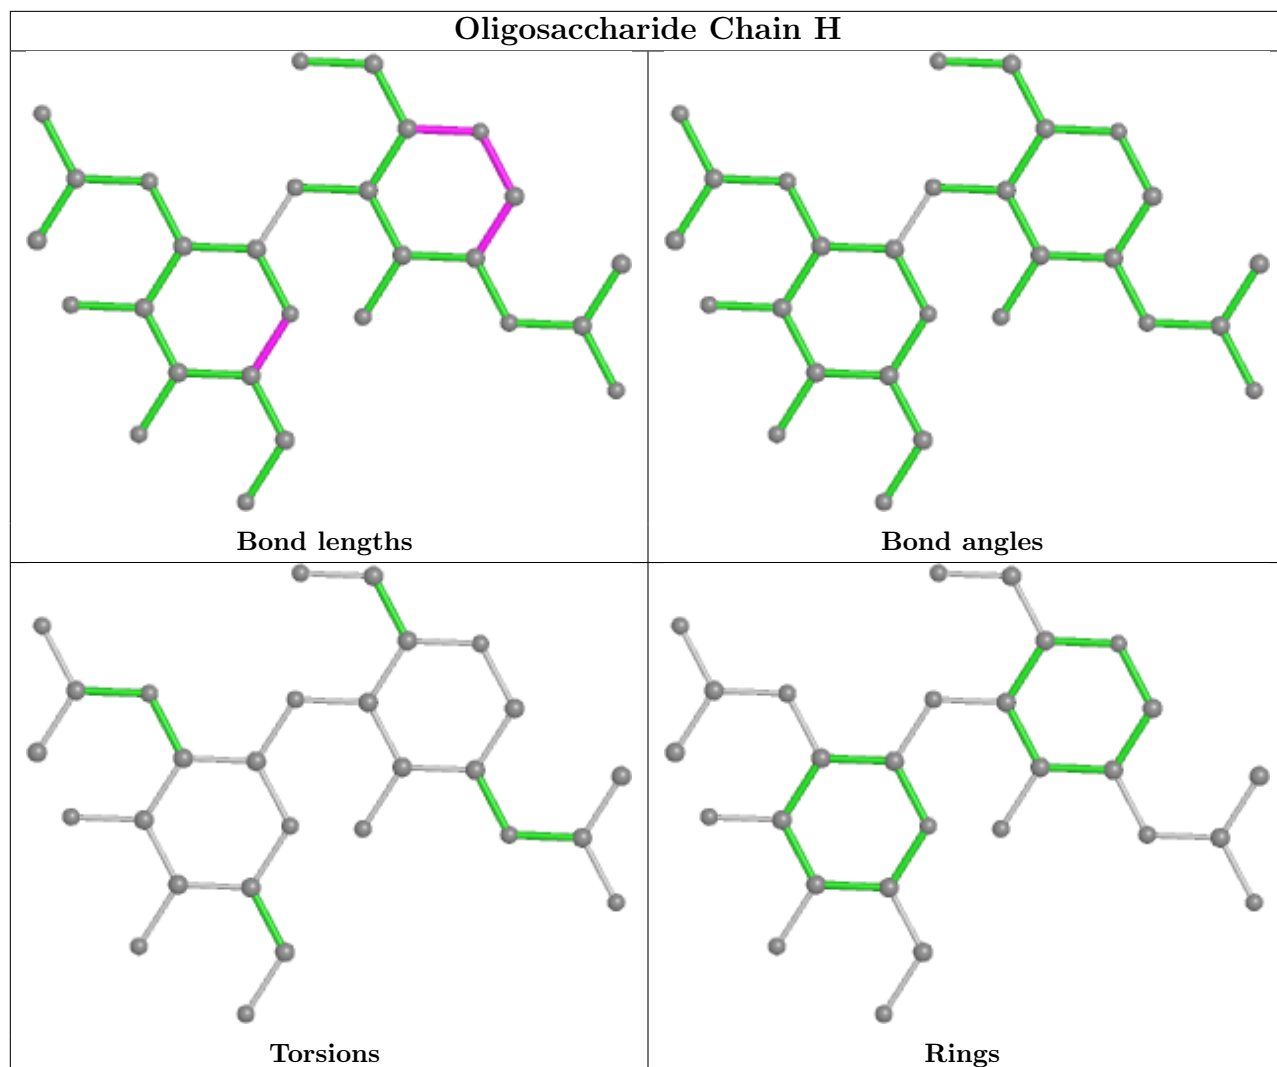 Oligosaccharide Chain H
Bond lengths
Bond angles
Torsions
Rings